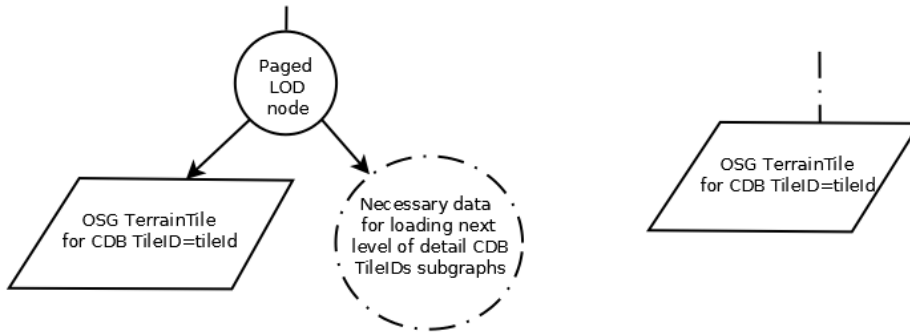 Paged
LOD
node
OSG TerrainTile
for CDB TileID=tileId
Necessary data
for loading next
level of detail CDB
TileIDs subgraphs
OSG TerrainTile
for CDB TileID=tileId